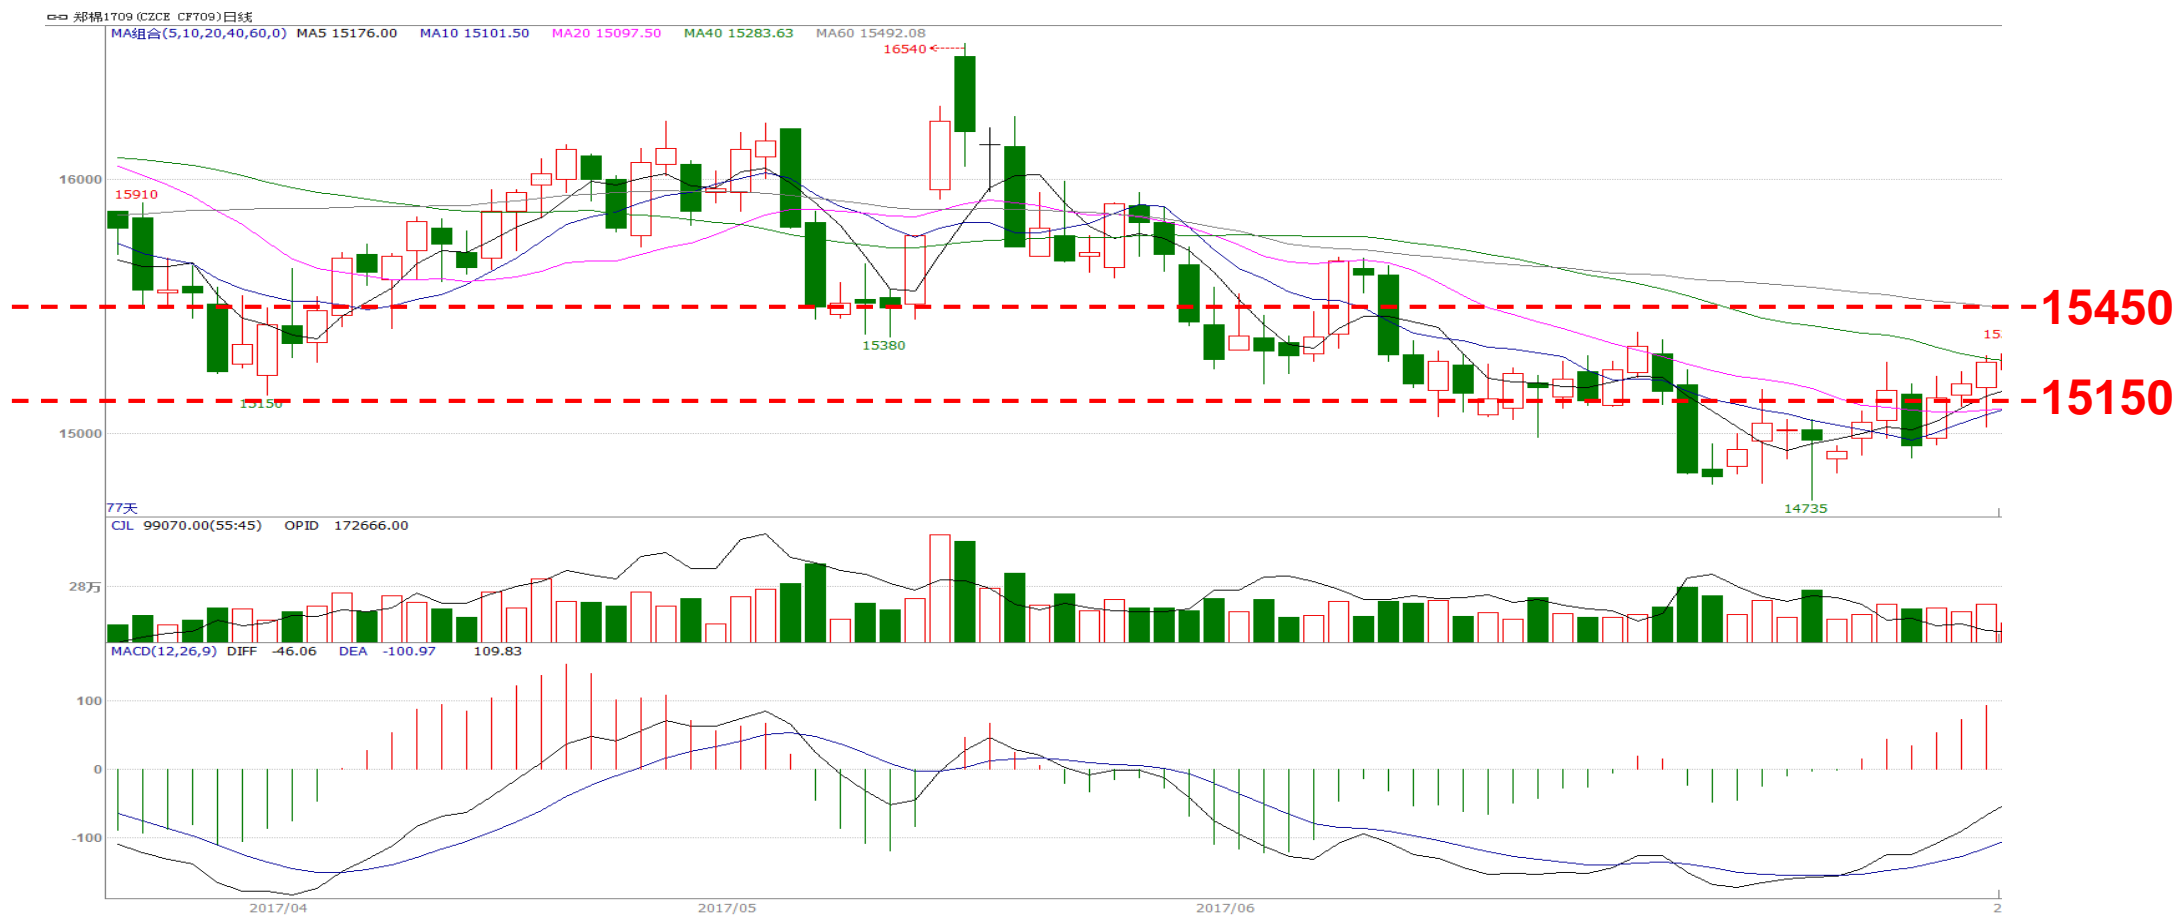 郑棉1709(CZCE CF709)日线
MA组合(5,10,20,40,60,0) MA5 15176.00 MA10 15101.50 MA20 15097.50 MA40 15283.63 MA60 15492.08
16540
16000
15910
15450
15
15380
15150
15150
15000
14735
77天
CJL 99070.00(55:45) OPID 172666.00
28万
MACD(12,26,9) DIFF -46.06 DEA -100.97 109.83
100
0
-100
2017/04 2017/05 2017/06 2